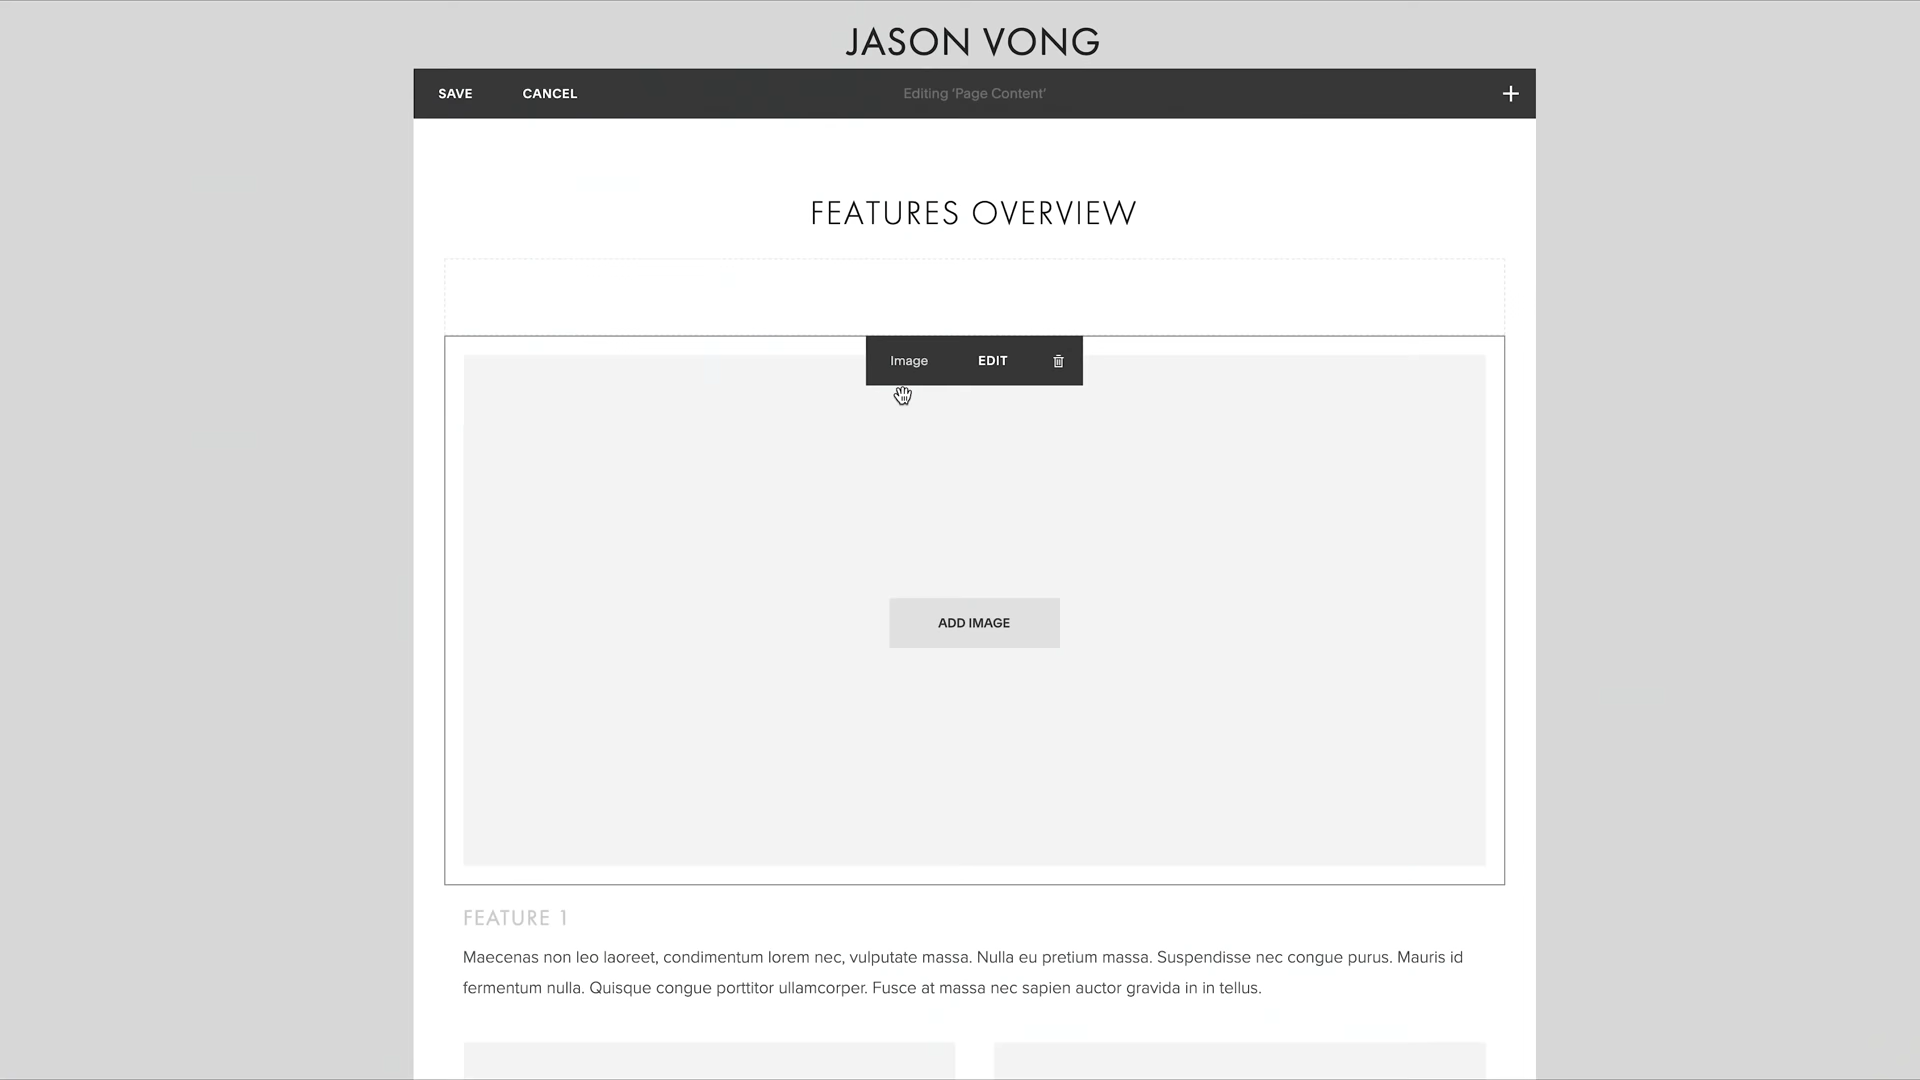 JASON VONG
SAVE CANCEL Editing 'Page Content' +
FEATURES OVERVIEW
Image EDIT
ADD IMAGE
FEATURE 1
Maecenas non leo laoreet, condimentum lorem nec, vulputate massa. Nulla eu pretium massa. Suspendisse nec congue purus. Mauris id
fermentum nulla. Quisque congue porttitor ullamcorper. Fusce at massa nec sapien auctor gravida in in tellus.